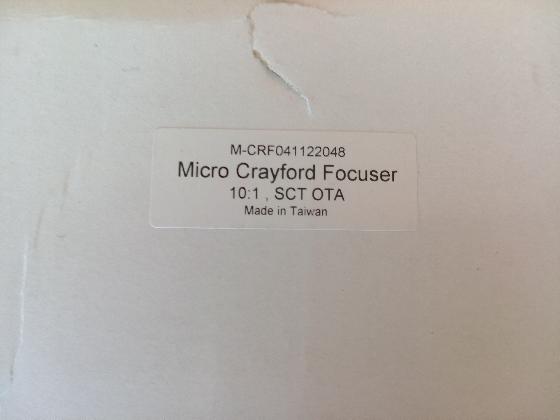 M-CRF041122048
Micro Crayford Focuser
10:1 , SCT OTA
Made in Taiwan